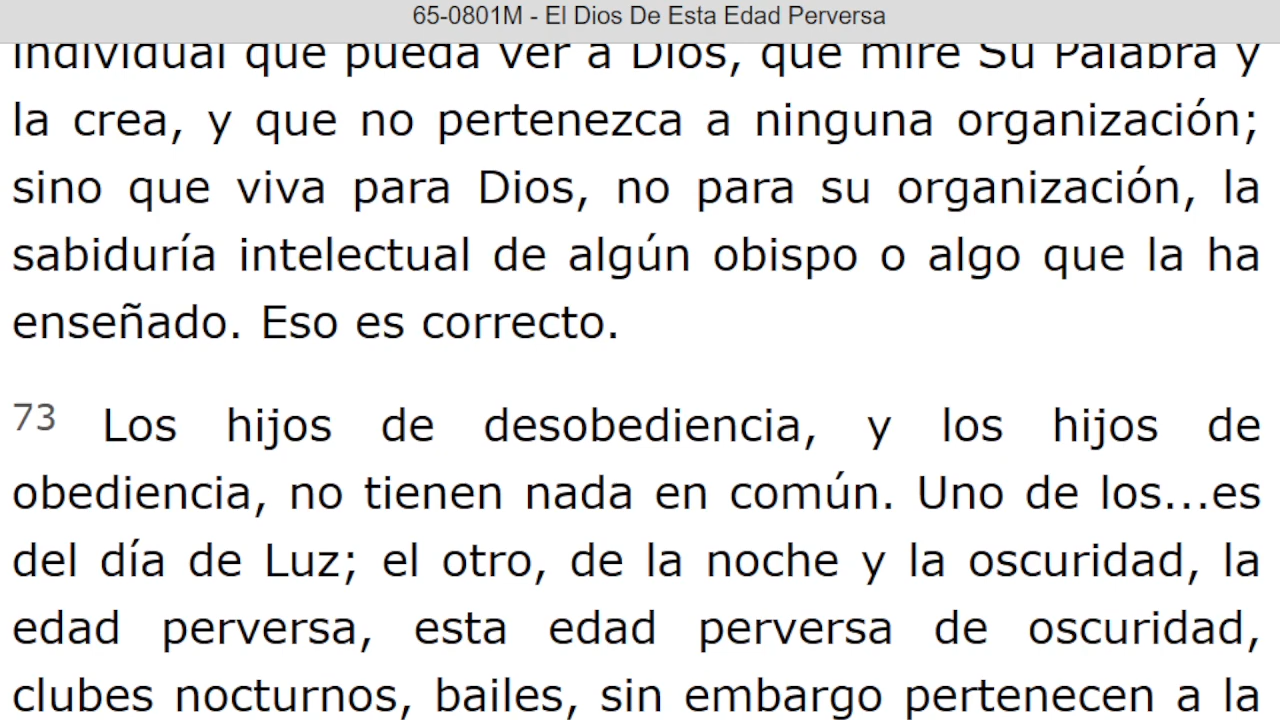 65-0801M - El Dios De Esta Edad Perversa
individual que pueda ver a Dios, que mire Su Palabra y
la crea, y que no pertenezca a ninguna organización;
sino que viva para Dios, no para su organización, la
sabiduría intelectual de algún obispo o algo que la ha
enseñado. Eso es correcto.
73 Los hijos de desobediencia, y los hijos de
obediencia, no tienen nada en común. Uno de los...es
del día de Luz; el otro, de la noche y la oscuridad, la
edad perversa, esta edad perversa de oscuridad,
clubes nocturnos, bailes, sin embargo pertenecen a la